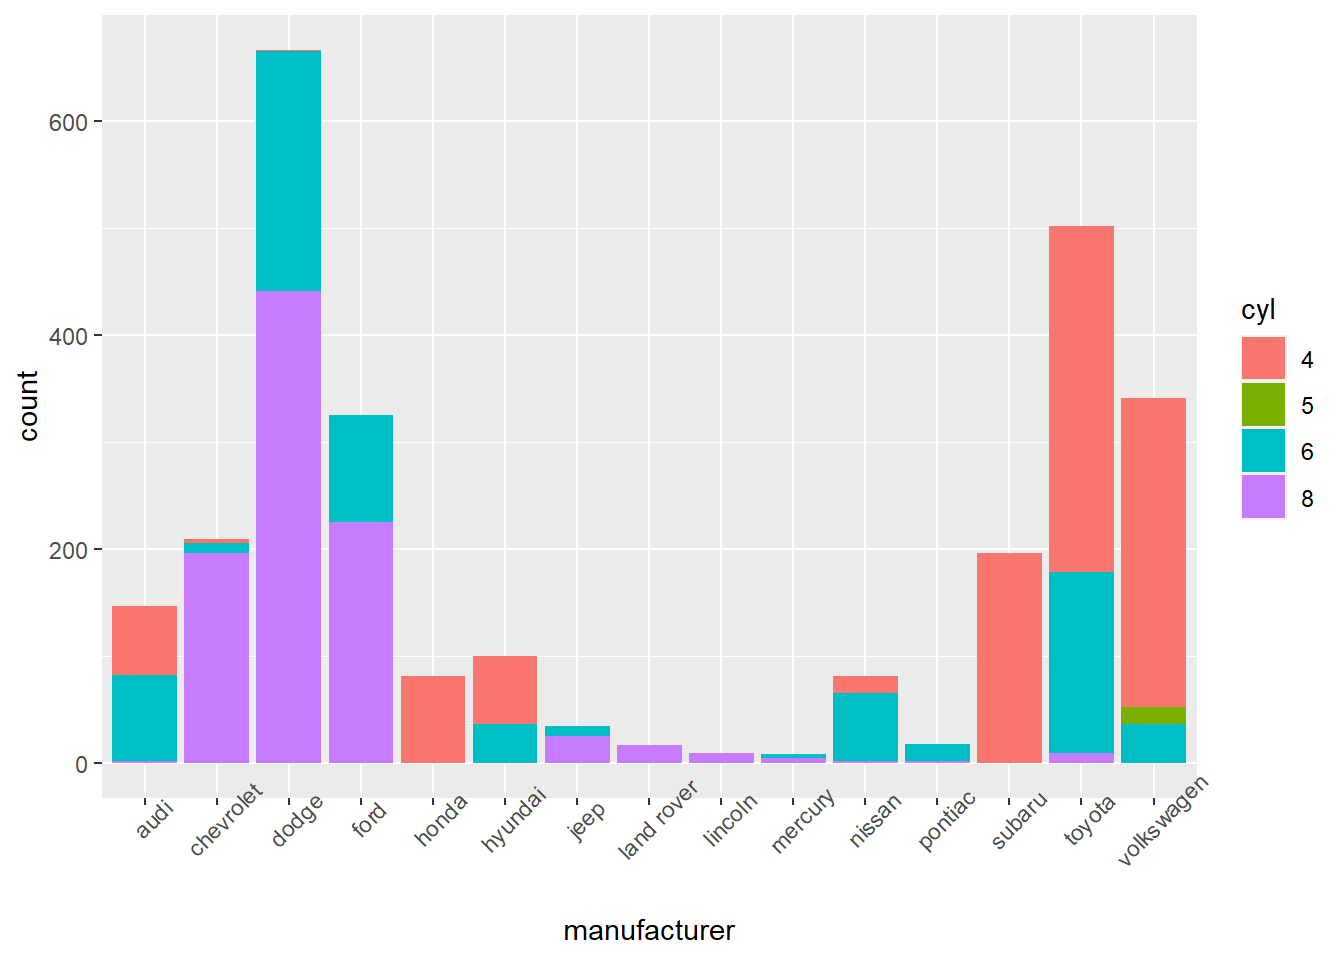 count
600
400
200
0
audi
chevrolet
dodge
ford
honda
hyundai
jeep
land rover
lincoln
mercury
nissan
pontiac
subaru
toyota
volkswagen
manufacturer
cyl
4
5
6
8